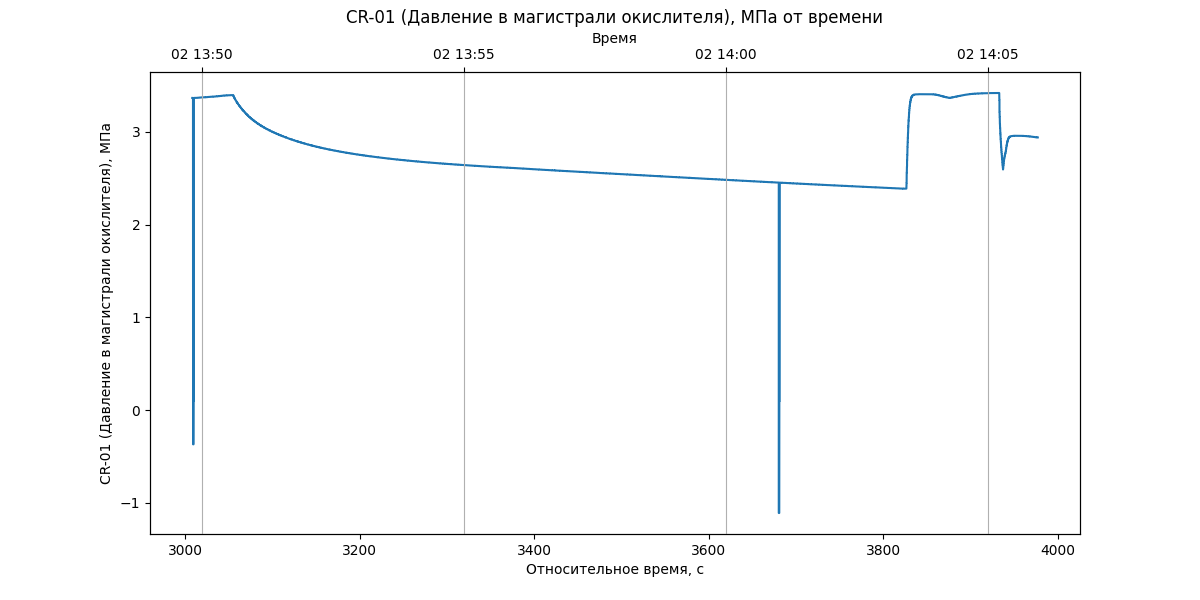 CR-01 (Давление в магистрали окислителя), МПа от времени
Время
02 13:50 02 13:55 02 14:00 02 14:05
CR-01 (Давление в магистрали окислителя), МПа
3
2
1
0
−1
3000 3200 3400 3600 3800 4000
Относительное время, с